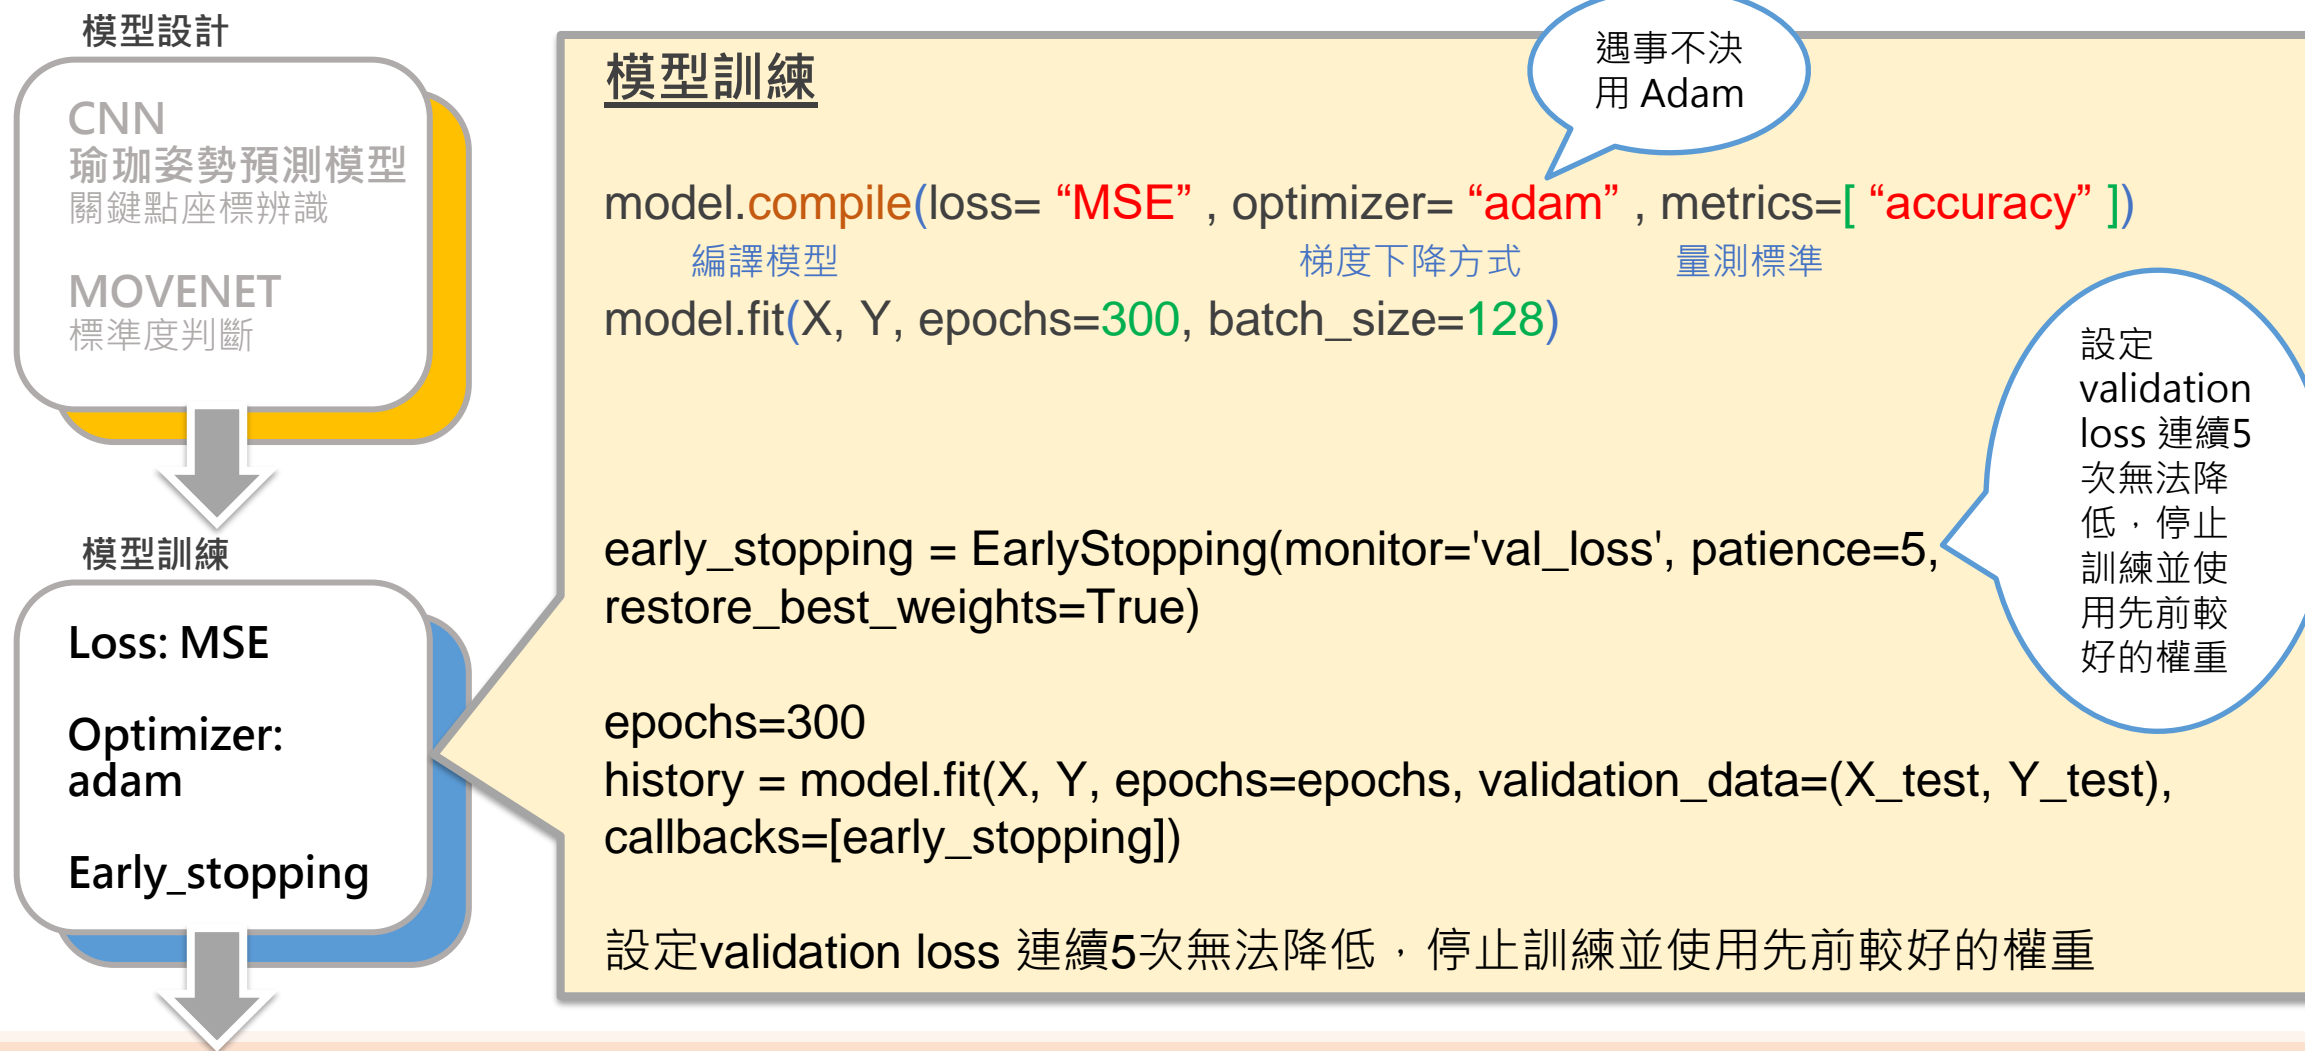 模型設計
CNN
瑜珈姿勢預測模型
關鍵點座標辨識
MOVENET
標準度判斷
模型訓練
Loss: MSE
Optimizer:
adam
Early_stopping
模型訓練
遇事不決
用 Adam
model.compile(loss= “MSE” , optimizer= “adam” , metrics=[ “accuracy” ])
編譯模型 梯度下降方式 量測標準
model.fit(X, Y, epochs=300, batch_size=128)
設定
validation
loss 連續5
次無法降
低，停止
訓練並使
用先前較
好的權重
early_stopping = EarlyStopping(monitor='val_loss', patience=5,
restore_best_weights=True)
epochs=300
history = model.fit(X, Y, epochs=epochs, validation_data=(X_test, Y_test),
callbacks=[early_stopping])
設定validation loss 連續5次無法降低，停止訓練並使用先前較好的權重